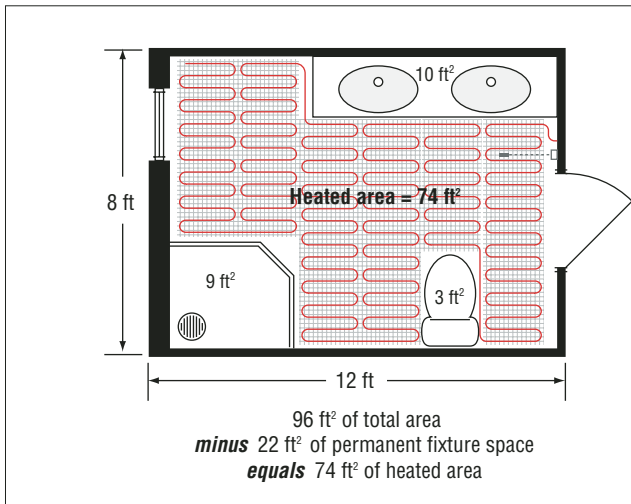 10 ft²
8 ft
Heated area = 74 ft²
9 ft²
3 ft²
12 ft
96 ft² of total area
minus 22 ft² of permanent fixture space
equals 74 ft² of heated area